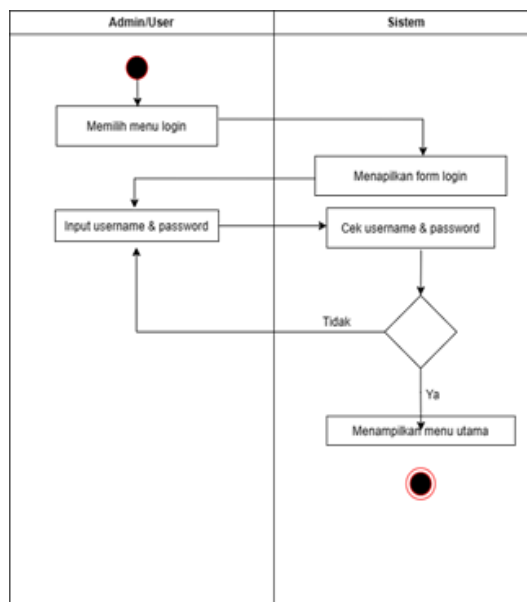 Admin/User
Sistem
Memilih menu login
Menapilkan form login
Input username & password
Cek username & password
Tidak
Ya
Menampilkan menu utama